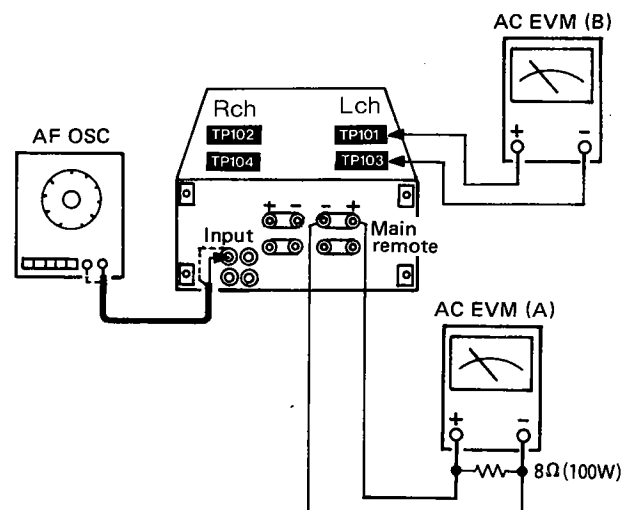 AC EVM (B)
+ -
AF OSC
Rch Lch
TP102 TP101
TP104 TP103
+ - - +
Input
Main
remote
AC EVM (A)
+ -
8Ω (100W)